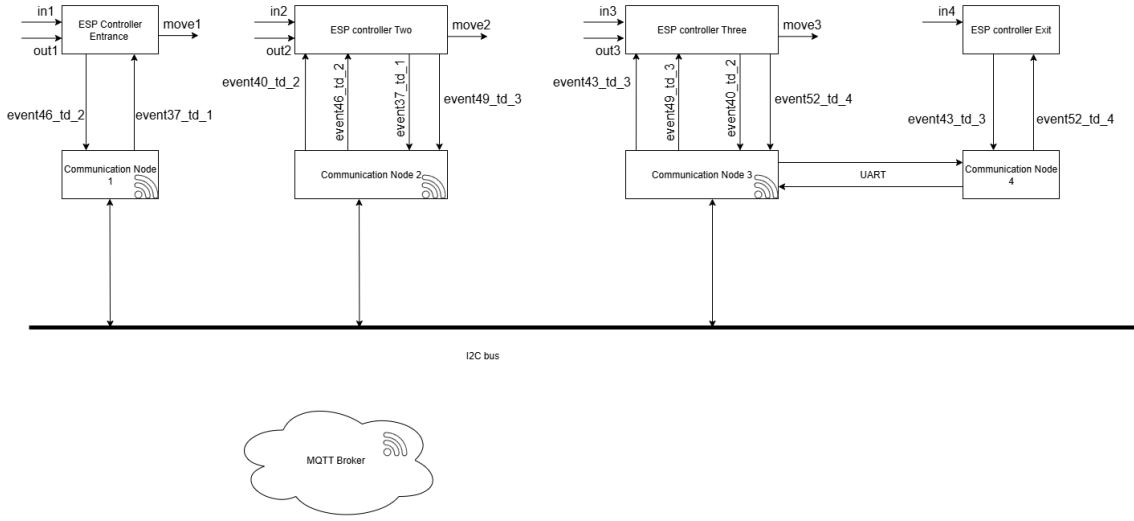 in1
out1
ESP Controller
Entrance
move1
in2
out2
ESP controller Two
move2
in3
out3
ESP controller Three
move3
in4
ESP controller Exit
event46_td_2
event37_td_1
event40_td_2
event46_td_2
event37_td_1
event49_td_3
event43_td_3
event49_td_3
event40_td_2
event52_td_4
event43_td_3
event52_td_4
Communication Node
1
Communication Node 2
Communication Node 3
UART
Communication Node
4
I2C bus
MQTT Broker